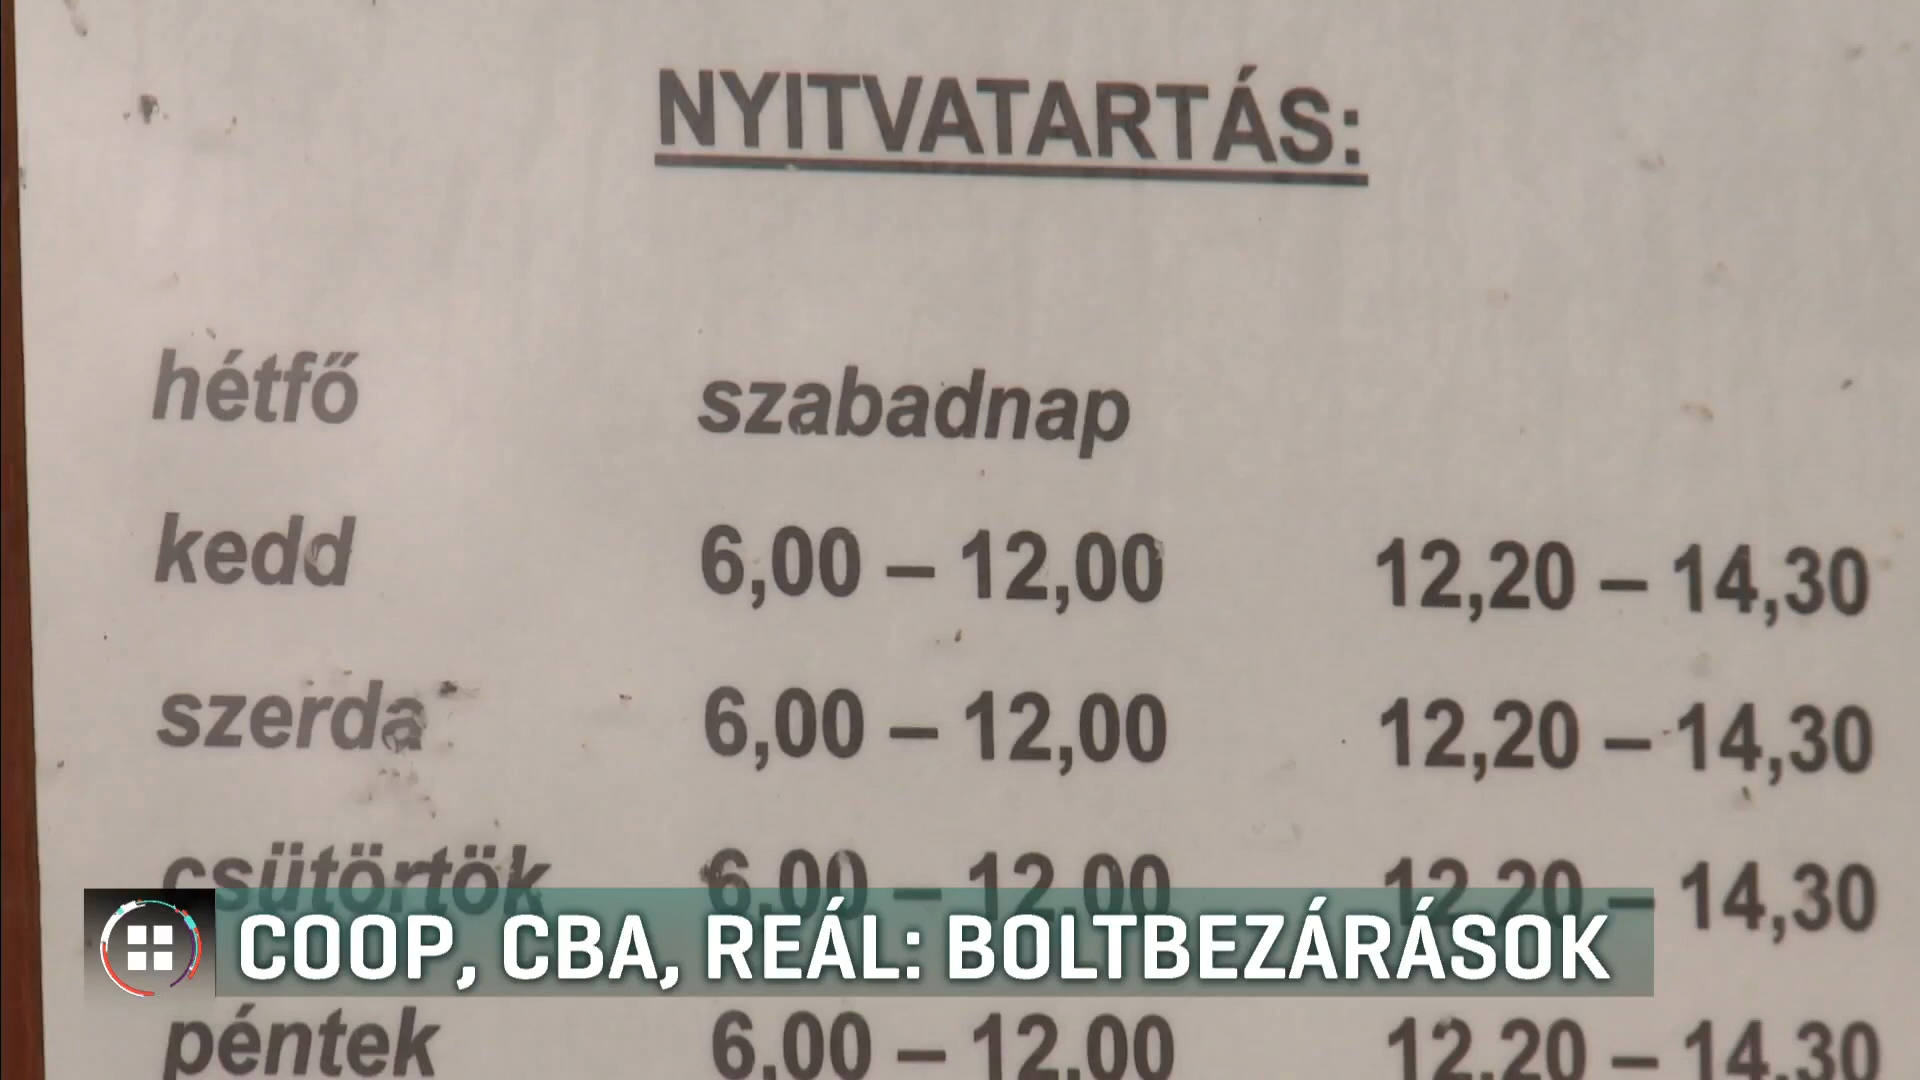 NYITVATARTÁS:
hétfő szabadnap
kedd 6,00 – 12,00 12,20 – 14,30
szerda 6,00 – 12,00 12,20 – 14,30
csütörtök 6,00 – 12,00 12,20 – 14,30
COOP, CBA, REÁL: BOLTBEZÁRÁSOK
péntek 6,00 – 12,00 12,20 – 14,30